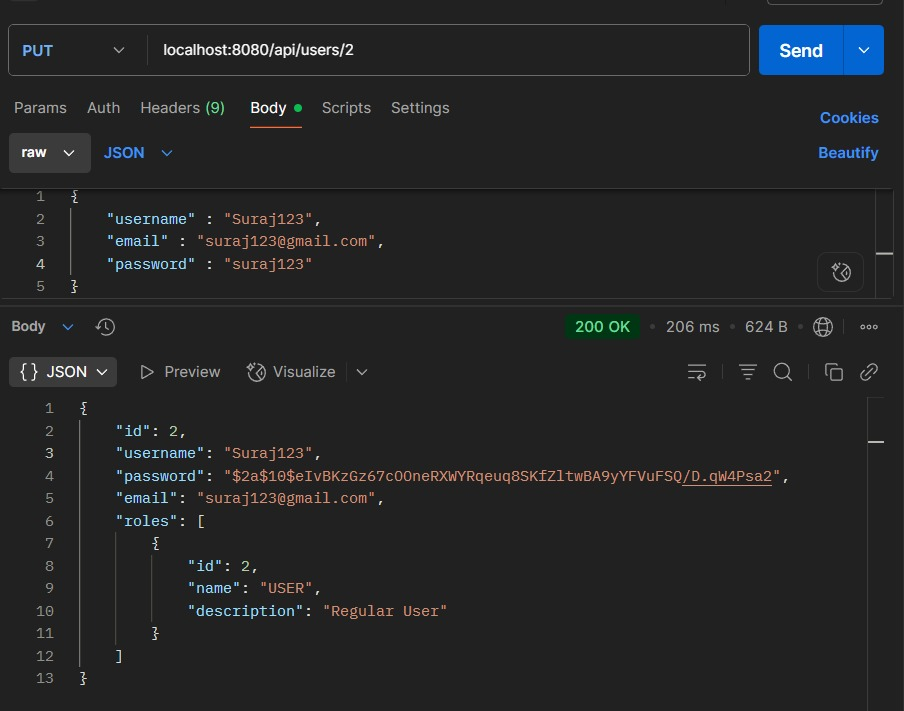 PUT localhost:8080/api/users/2 Send
Params Auth Headers (9) Body Scripts Settings Cookies
raw JSON Beautify
1 {
2 "username" : "Suraj123",
3 "email" : "suraj123@gmail.com",
4 "password" : "suraj123"
5 }
Body 200 OK 206 ms 624 B
{} JSON Preview Visualize
1 {
2 "id": 2,
3 "username": "Suraj123",
4 "password": "$2a$10$eIvBKzGz67cOOneRXWYRqeuq8SKfZltwBA9yYFVuFSQ/D.qW4Psa2",
5 "email": "suraj123@gmail.com",
6 "roles": [
7 {
8 "id": 2,
9 "name": "USER",
10 "description": "Regular User"
11 }
12 ]
13 }